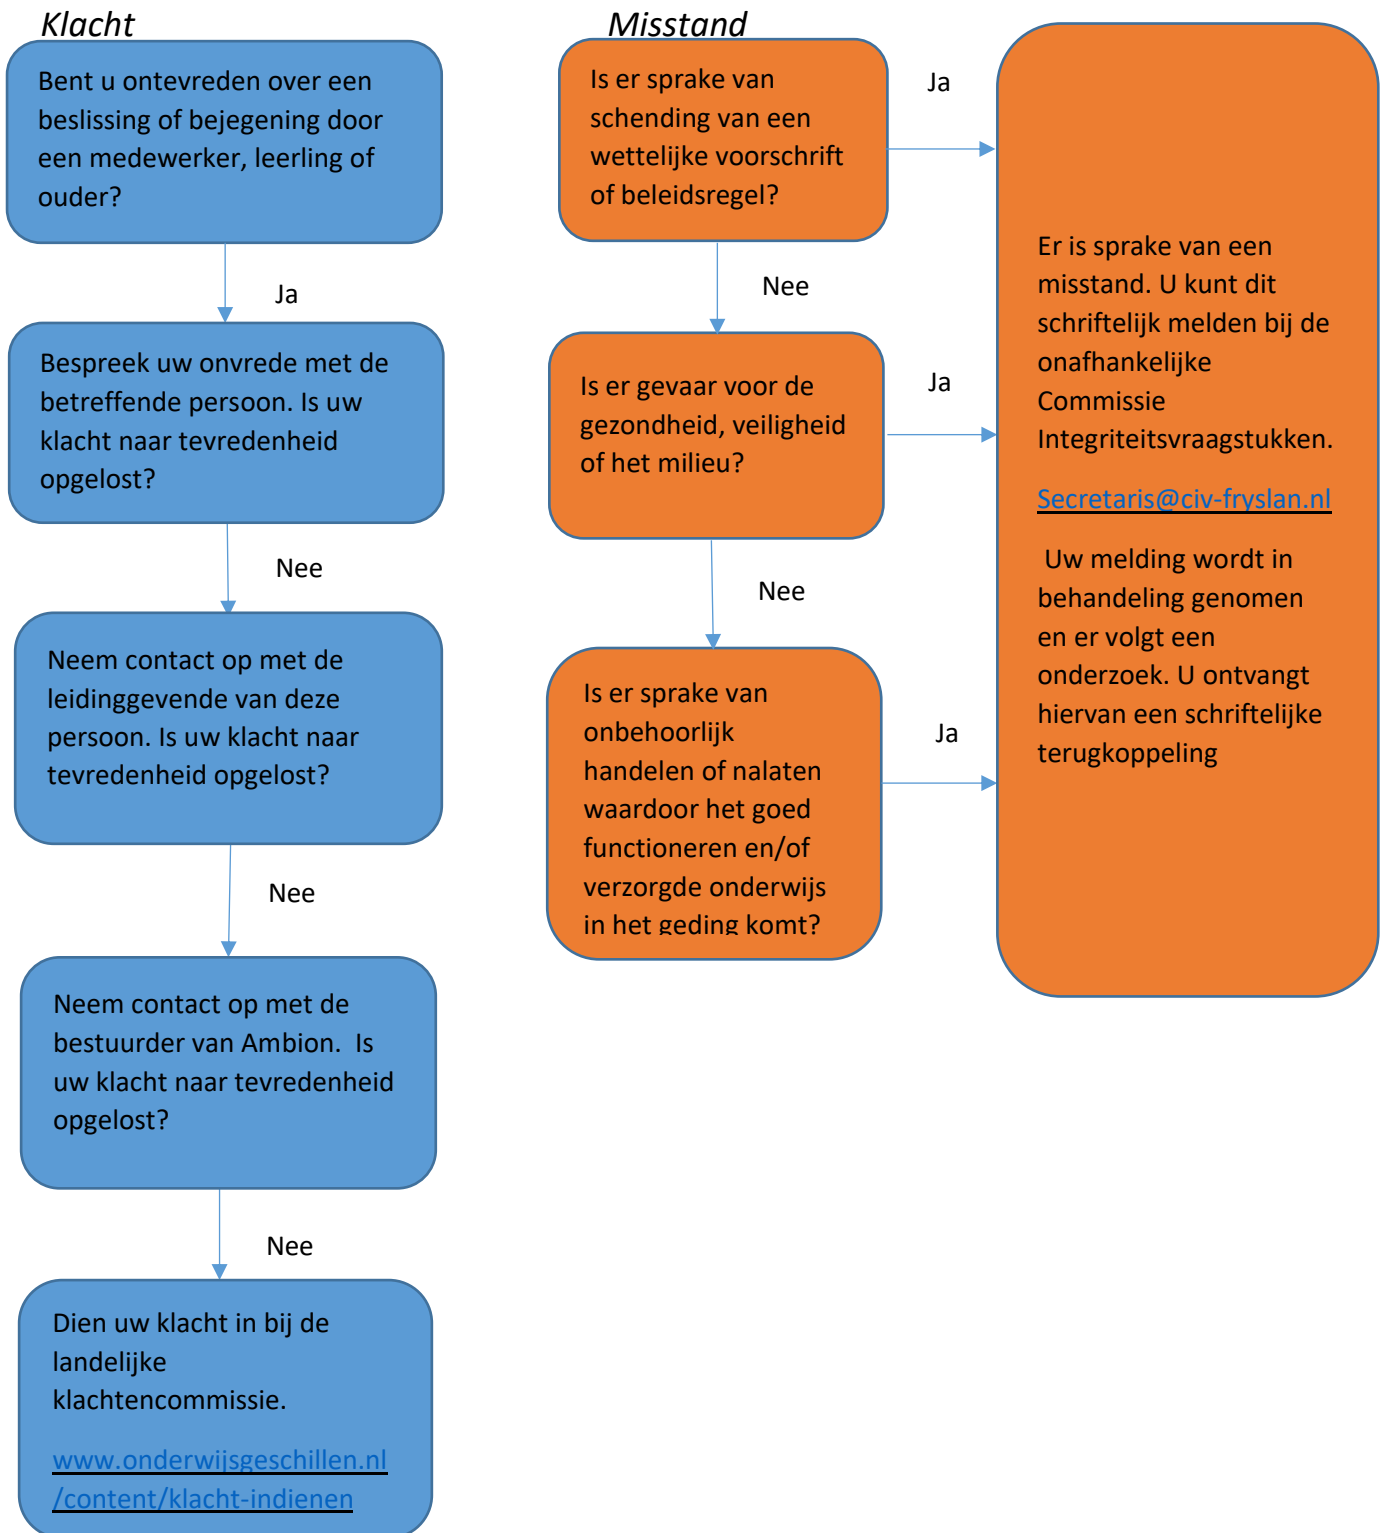 Klacht
Bent u ontevreden over een
beslissing of bejegening door
een medewerker, leerling of
ouder?
Ja
Bespreek uw onvrede met de
betreffende persoon. Is uw
klacht naar tevredenheid
opgelost?
Nee
Neem contact op met de
leidinggevende van deze
persoon. Is uw klacht naar
tevredenheid opgelost?
Nee
Neem contact op met de
bestuurder van Ambion.  Is
uw klacht naar tevredenheid
opgelost?
Nee
Dien uw klacht in bij de
landelijke
klachtencommissie.
www.onderwijsgeschillen.nl
/content/klacht-indienen
Misstand
Is er sprake van
schending van een
wettelijke voorschrift
of beleidsregel?
Ja
Nee
Is er gevaar voor de
gezondheid, veiligheid
of het milieu?
Ja
Nee
Is er sprake van
onbehoorlijk
handelen of nalaten
waardoor het goed
functioneren en/of
verzorgde onderwijs
in het geding komt?
Ja
Er is sprake van een
misstand. U kunt dit
schriftelijk melden bij de
onafhankelijke
Commissie
Integriteitsvraagstukken.
Secretaris@civ-fryslan.nl
Uw melding wordt in
behandeling genomen
en er volgt een
onderzoek. U ontvangt
hiervan een schriftelijke
terugkoppeling